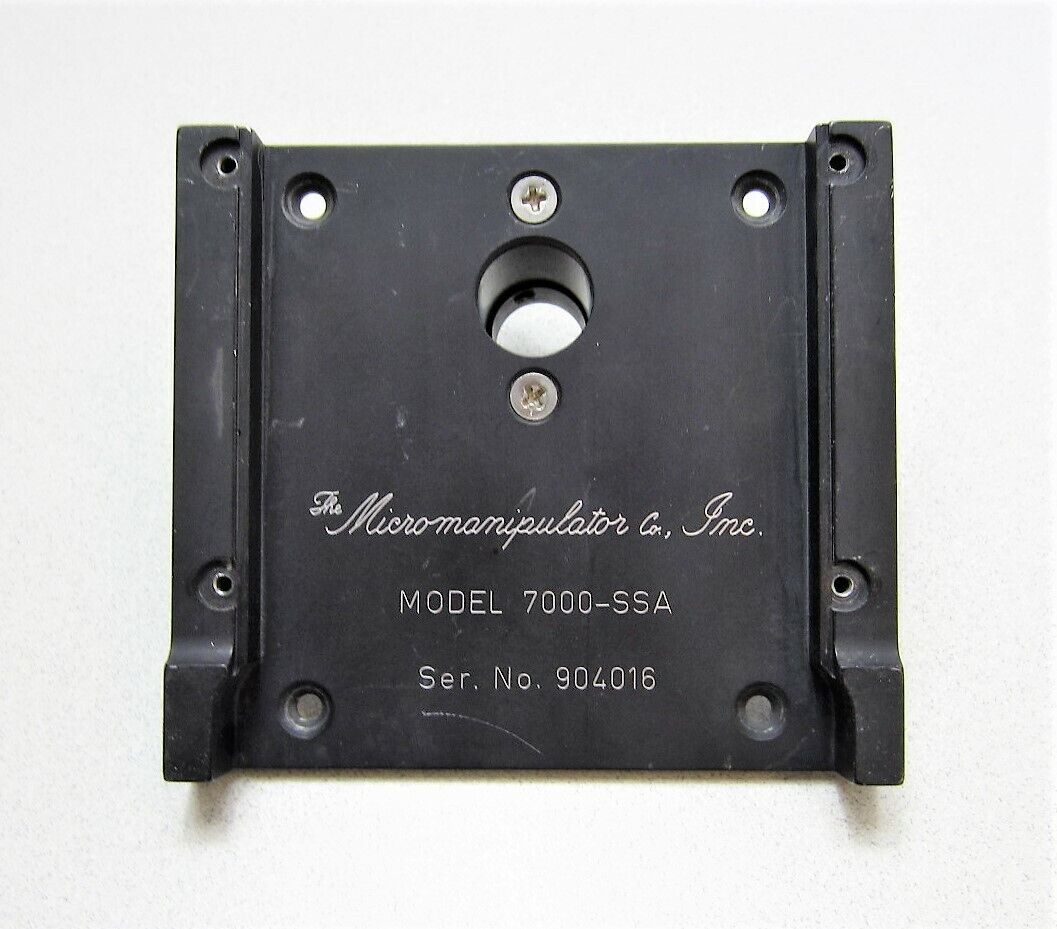 The Micromanipulator Co., Inc.
MODEL 7000-SSA
Ser. No. 904016